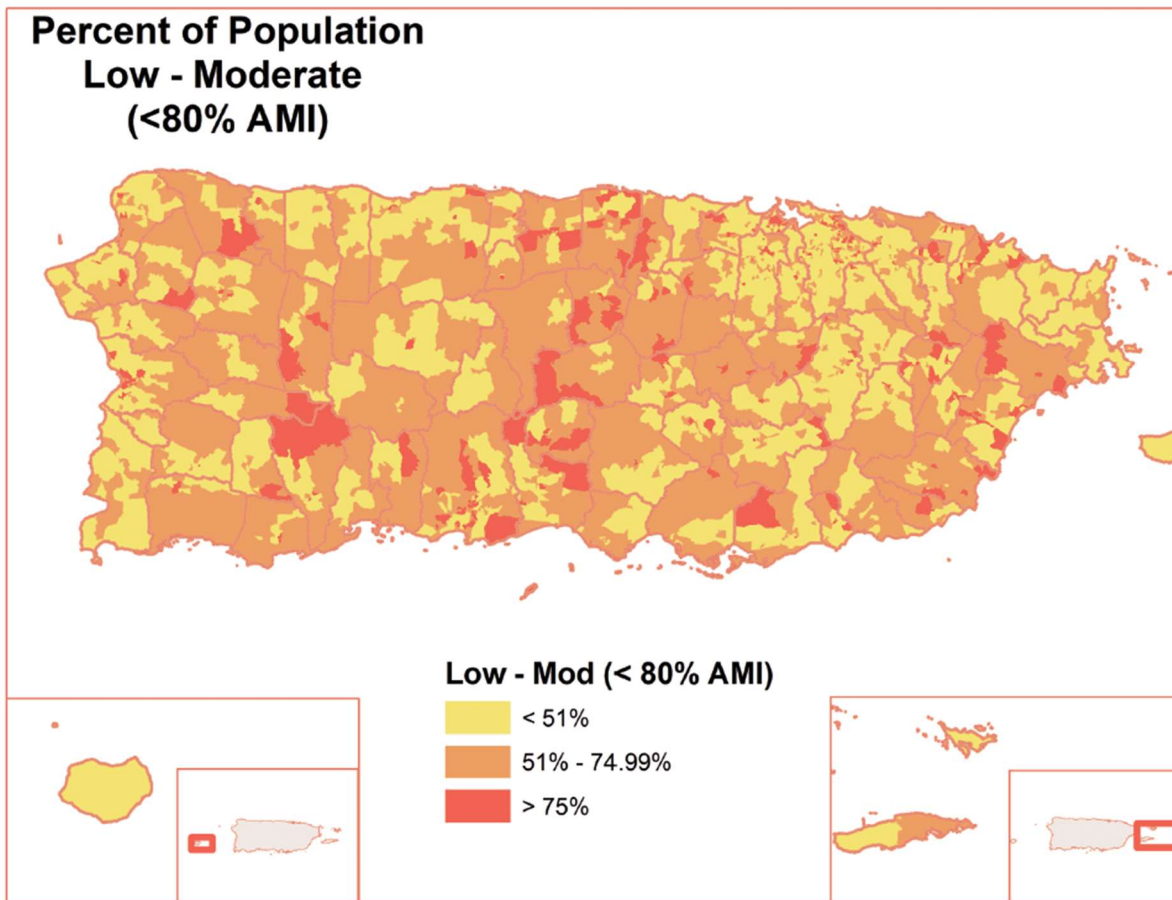 Percent of Population
Low - Moderate
(<80% AMI)
Low - Mod (< 80% AMI)
< 51%
51% - 74.99%
> 75%